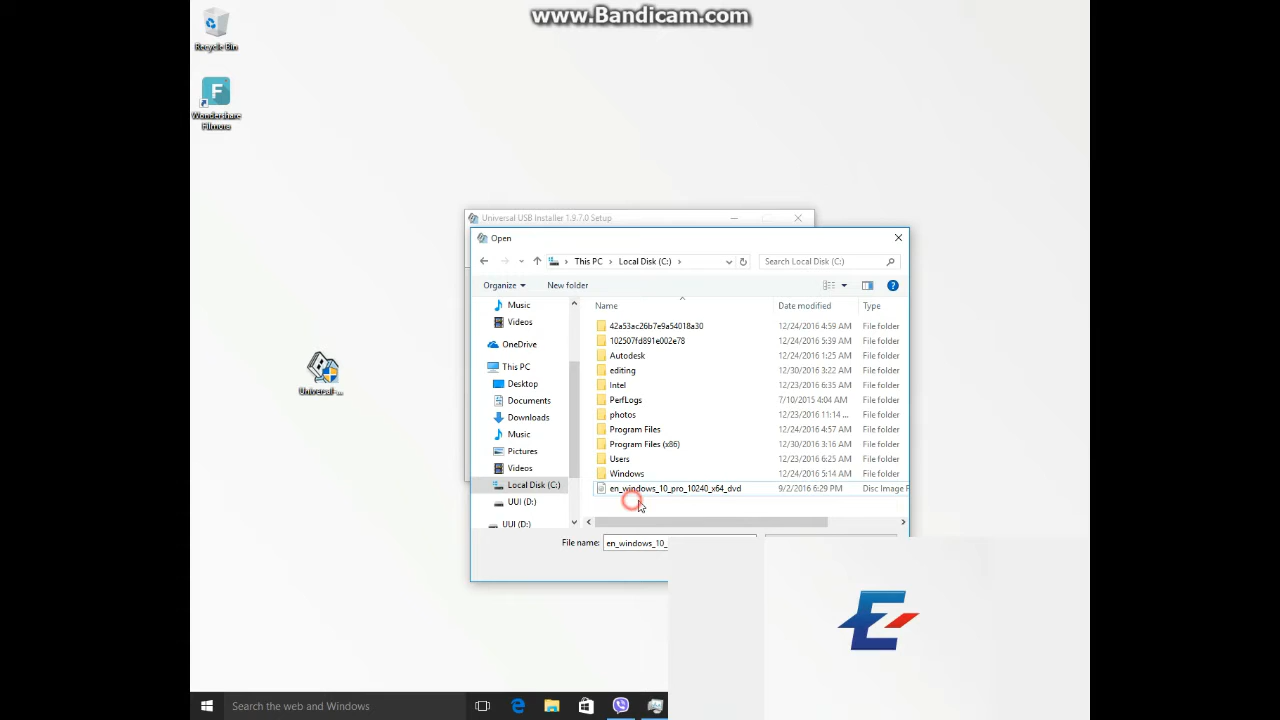 www.Bandicam.com
Recycle Bin
Wondershare
Filmora
Universal-...
Universal USB Installer 1.9.7.0 Setup
Open
This PC > Local Disk (C:) >
Search Local Disk (C:)
Organize
New folder
Name Date modified Type
Music
Videos
OneDrive
This PC
Desktop
Documents
Downloads
Music
Pictures
Videos
Local Disk (C:)
UUI (D:)
UUI (D:)
42a53ac26b7e9a54018a30 12/24/2016 4:59 AM File folder
102507fd891e002e78 12/24/2016 5:39 AM File folder
Autodesk 12/24/2016 1:25 AM File folder
editing 12/30/2016 3:22 AM File folder
Intel 12/23/2016 6:35 AM File folder
PerfLogs 7/10/2015 4:04 AM File folder
photos 12/23/2016 11:14 ... File folder
Program Files 12/24/2016 4:57 AM File folder
Program Files (x86) 12/30/2016 3:16 AM File folder
Users 12/23/2016 6:25 AM File folder
Windows 12/24/2016 5:14 AM File folder
en_windows_10_pro_10240_x64_dvd 9/2/2016 6:29 PM Disc Image F
File name: en_windows_10_
E
Search the web and Windows